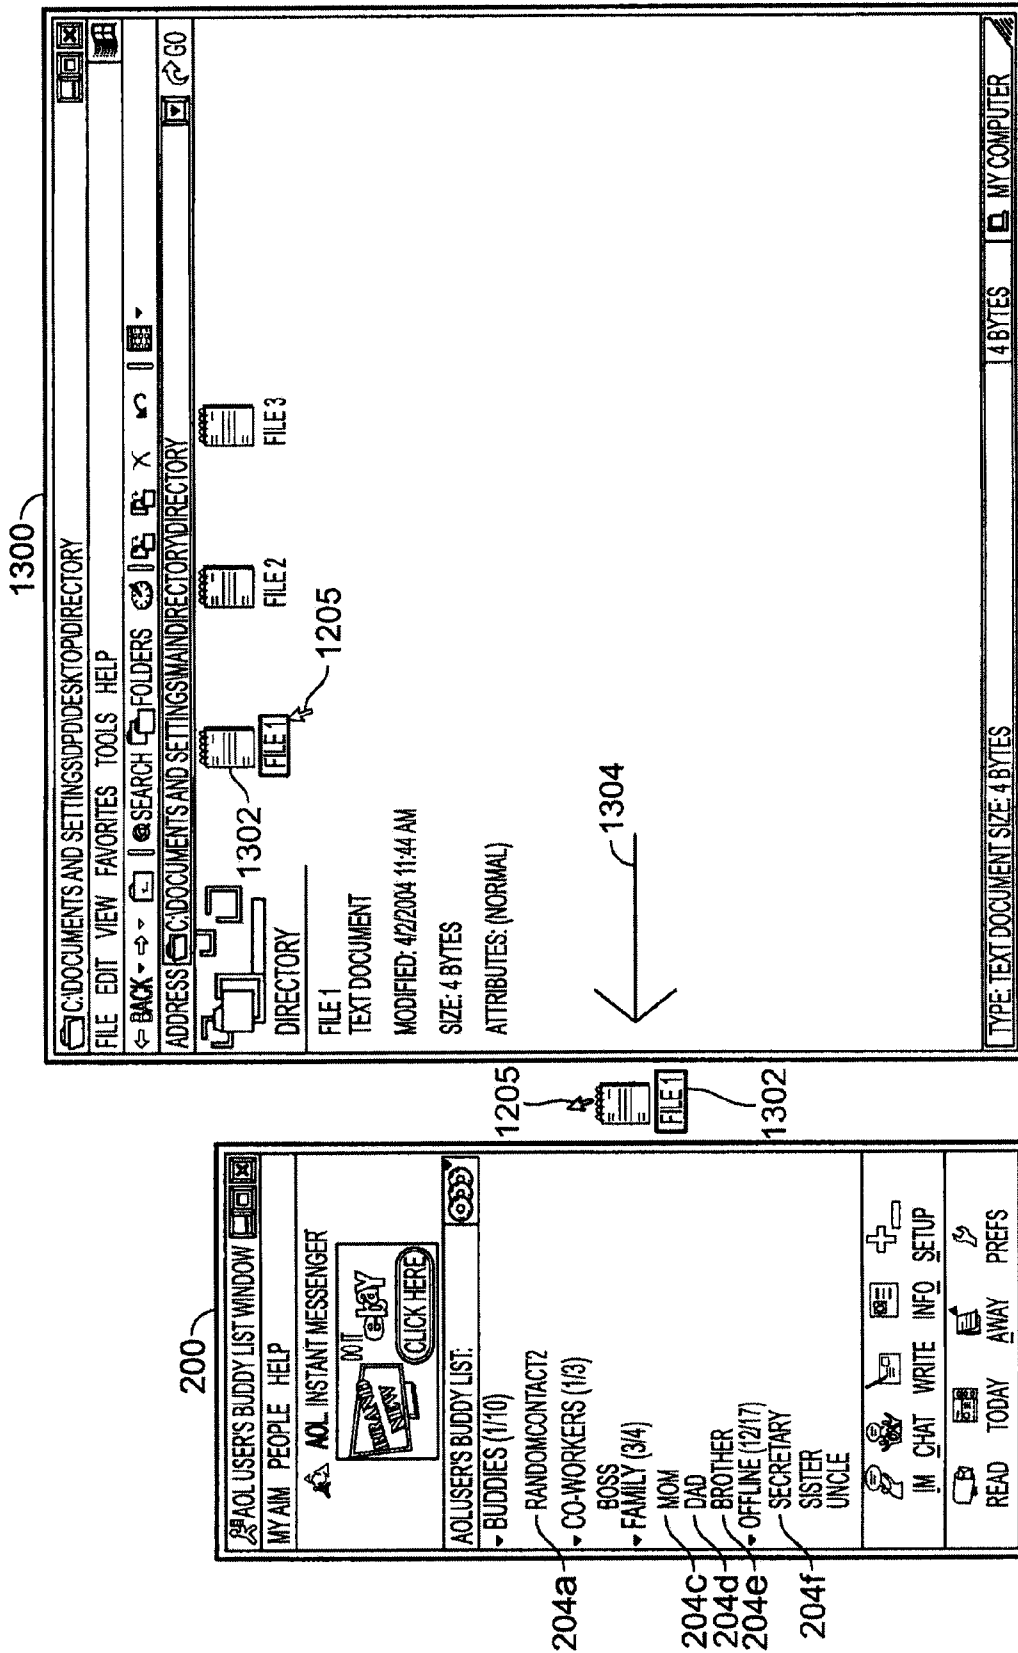 200
AOL USER'S BUDDY LIST WINDOW
MY AIM PEOPLE HELP
AOL INSTANT MESSENGER
BRAND NEW
DO IT
ebay
CLICK HERE
AOLUSER'S BUDDY LIST:
BUDDIES (1/10)
RANDOMCONTACT2
CO-WORKERS (1/3)
BOSS
FAMILY (3/4)
MOM
DAD
BROTHER
OFFLINE (12/17)
SECRETARY
SISTER
UNCLE
204a
204c
204d
204e
204f
IM CHAT WRITE INFO SETUP
READ TODAY AWAY PREFS
1205
FILE 1
1302
1300
C:\DOCUMENTS AND SETTINGS\DPD\DESKTOP\DIRECTORY
FILE EDIT VIEW FAVORITES TOOLS HELP
BACK SEARCH FOLDERS
ADDRESS C:\DOCUMENTS AND SETTINGS\MAINDIRECTORY\DIRECTORY GO
DIRECTORY
1302
FILE 1 FILE 2 FILE 3
1205
FILE 1
TEXT DOCUMENT
MODIFIED: 4/2/2004 11:44 AM
SIZE: 4 BYTES
ATTRIBUTES: (NORMAL)
1304
TYPE: TEXT DOCUMENT SIZE: 4 BYTES 4 BYTES MY COMPUTER